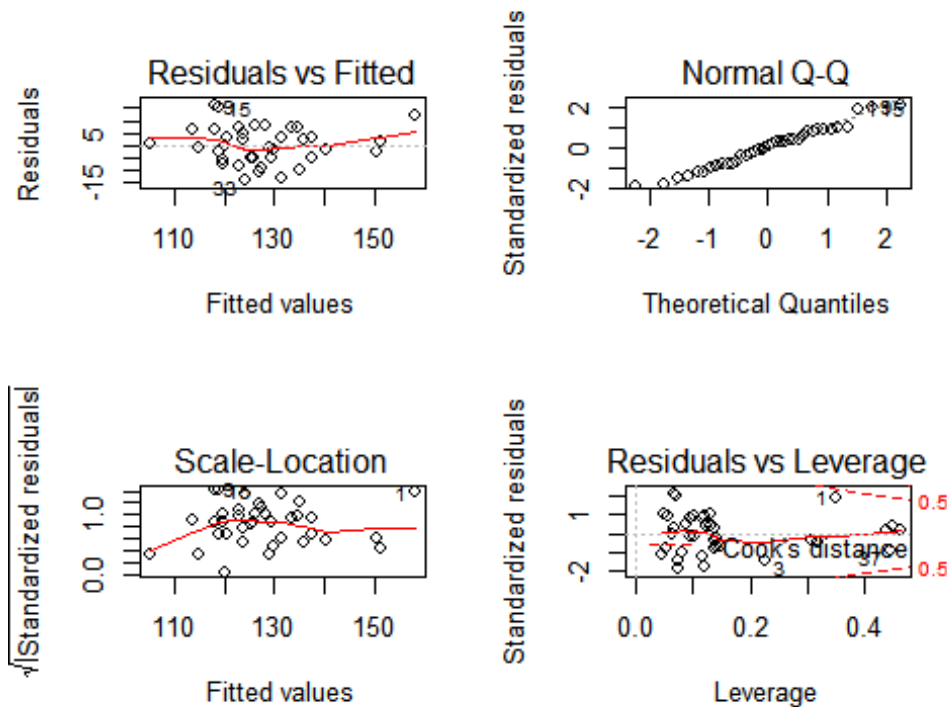 Residuals vs Fitted
Residuals
5
-15
15
33
110 130 150
Fitted values
Normal Q-Q
Standardized residuals
2
0
-2
-2 -1 0 1 2
Theoretical Quantiles
Scale-Location
√|Standardized residuals|
1.0
0.0
1
110 130 150
Fitted values
Residuals vs Leverage
Standardized residuals
1
-2
1
0.5
Cook's distance
37
3
0.5
0.0 0.2 0.4
Leverage